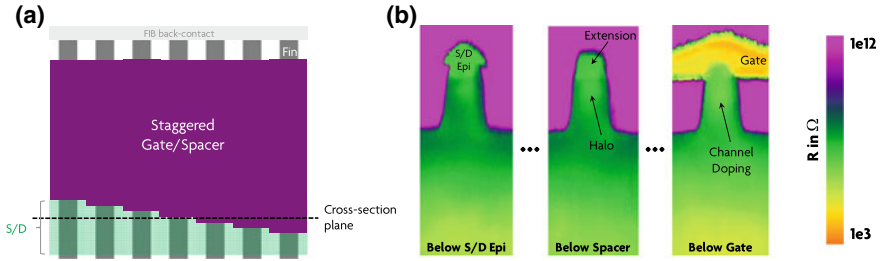 (a)
FIB back-contact
Fin
Staggered
Gate/Spacer
S/D
Cross-section
plane
(b)
S/D
Epi
Extension
Halo
Gate
Channel
Doping
•••
•••
Below S/D Epi
Below Spacer
Below Gate
R in Ω
1e12
1e3